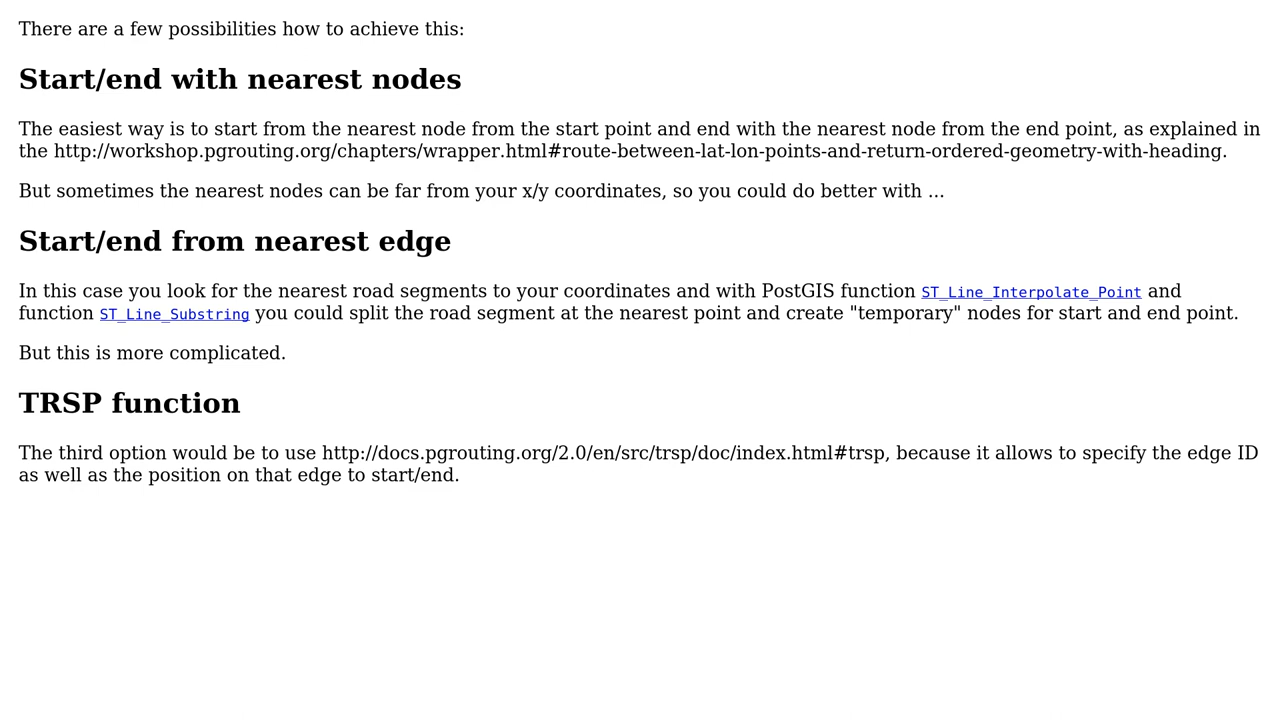 There are a few possibilities how to achieve this:
Start/end with nearest nodes
The easiest way is to start from the nearest node from the start point and end with the nearest node from the end point, as explained in
the http://workshop.pgrouting.org/chapters/wrapper.html#route-between-lat-lon-points-and-return-ordered-geometry-with-heading.
But sometimes the nearest nodes can be far from your x/y coordinates, so you could do better with ...
Start/end from nearest edge
In this case you look for the nearest road segments to your coordinates and with PostGIS function ST_Line_Interpolate_Point and
function ST_Line_Substring you could split the road segment at the nearest point and create "temporary" nodes for start and end point.
But this is more complicated.
TRSP function
The third option would be to use http://docs.pgrouting.org/2.0/en/src/trsp/doc/index.html#trsp, because it allows to specify the edge ID
as well as the position on that edge to start/end.